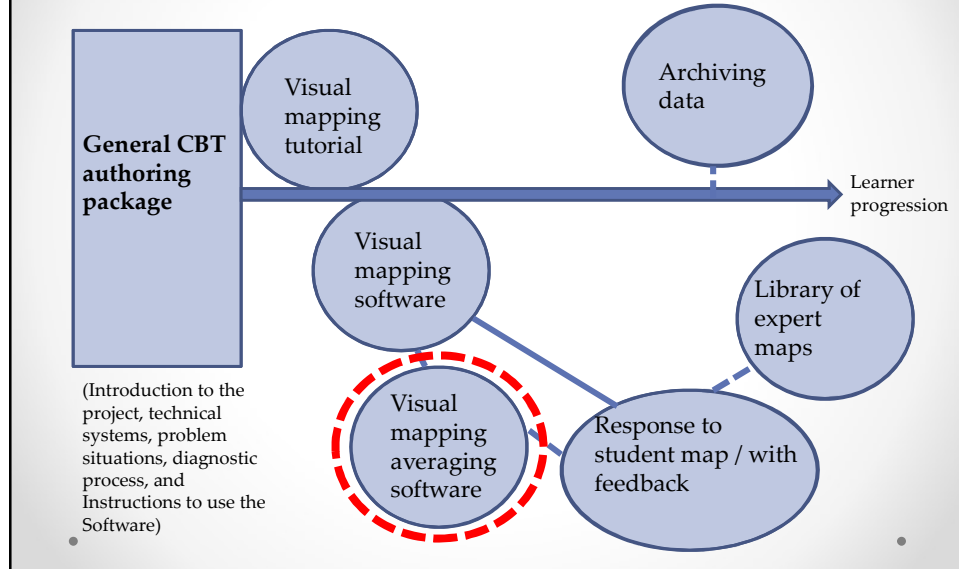 General CBT
authoring
package
(Introduction to the
project, technical
systems, problem
situations, diagnostic
process, and
Instructions to use the
Software)
Visual
mapping
tutorial
Archiving
data
Learner
progression
Visual
mapping
software
Library of
expert
maps
Visual
mapping
averaging
software
Response to
student map / with
feedback